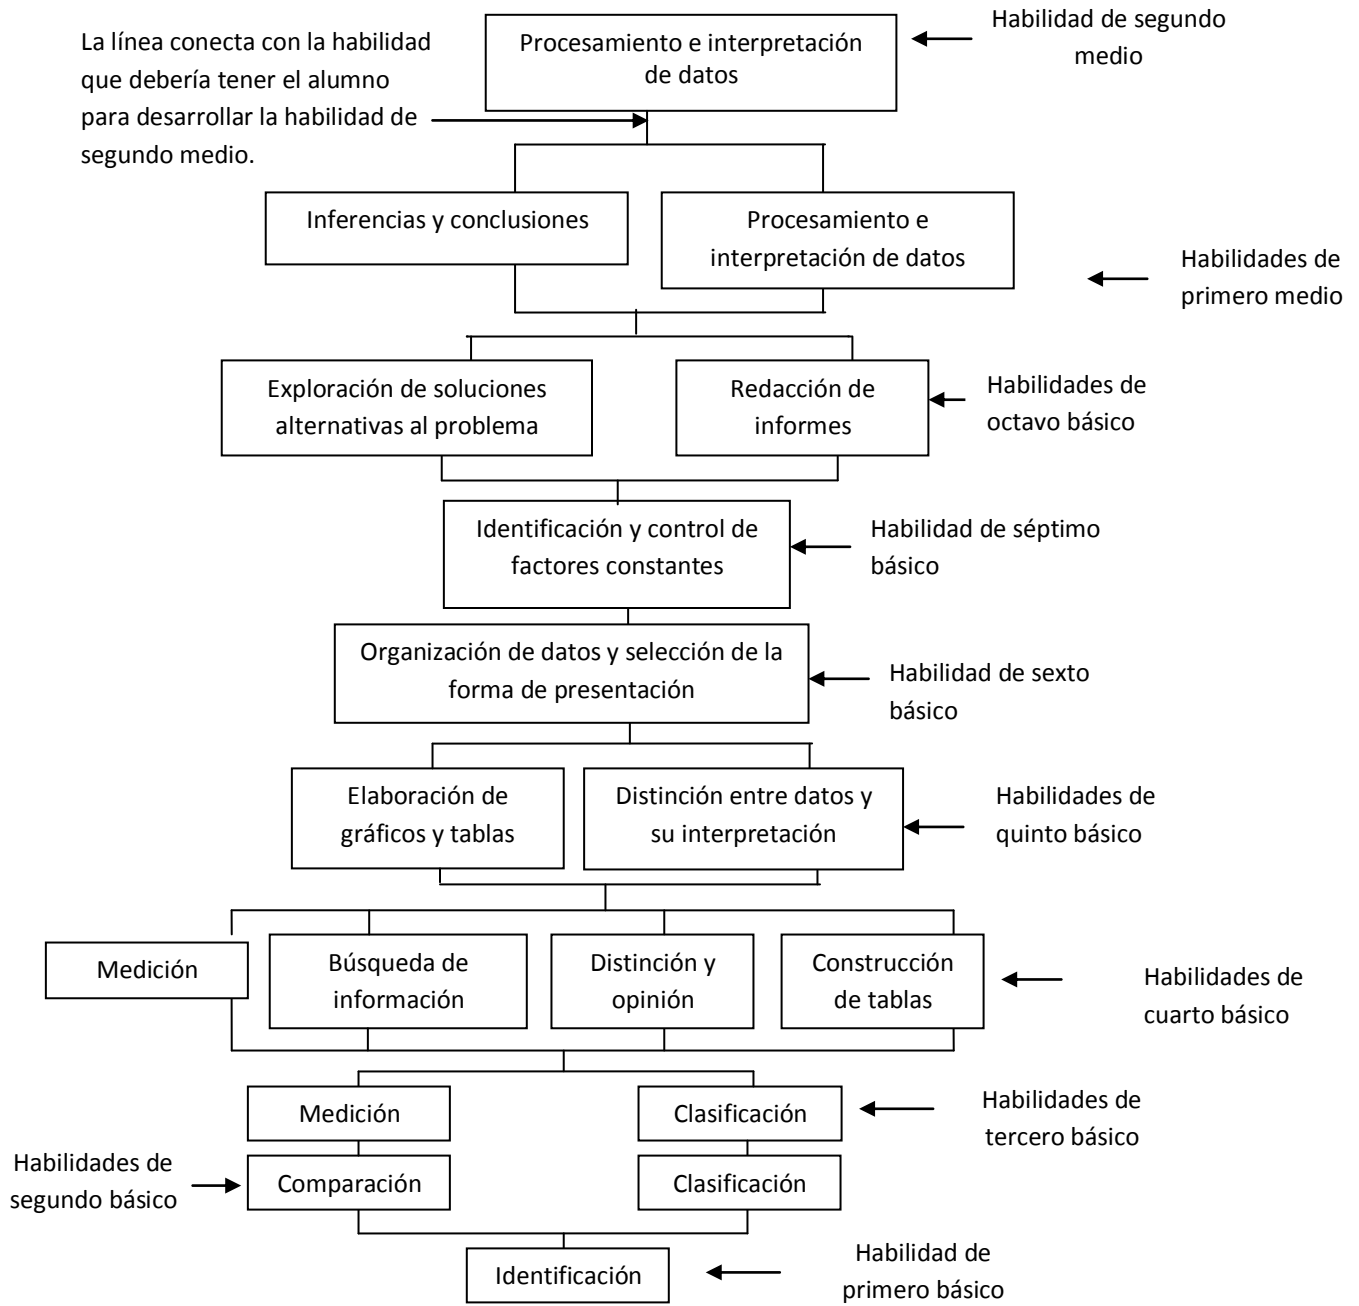 Habilidad de segundo
medio
La línea conecta con la habilidad
que debería tener el alumno
para desarrollar la habilidad de
segundo medio.
Procesamiento e interpretación
de datos
Inferencias y conclusiones
Procesamiento e
interpretación de datos
Habilidades de
primero medio
Exploración de soluciones
alternativas al problema
Redacción de
informes
Habilidades de
octavo básico
Identificación y control de
factores constantes
Habilidad de séptimo
básico
Organización de datos y selección de la
forma de presentación
Habilidad de sexto
básico
Elaboración de
gráficos y tablas
Distinción entre datos y
su interpretación
Habilidades de
quinto básico
Medición
Búsqueda de
información
Distinción y
opinión
Construcción
de tablas
Habilidades de
cuarto básico
Medición
Clasificación
Habilidades de
tercero básico
Habilidades de
segundo básico
Comparación
Clasificación
Identificación
Habilidad de
primero básico